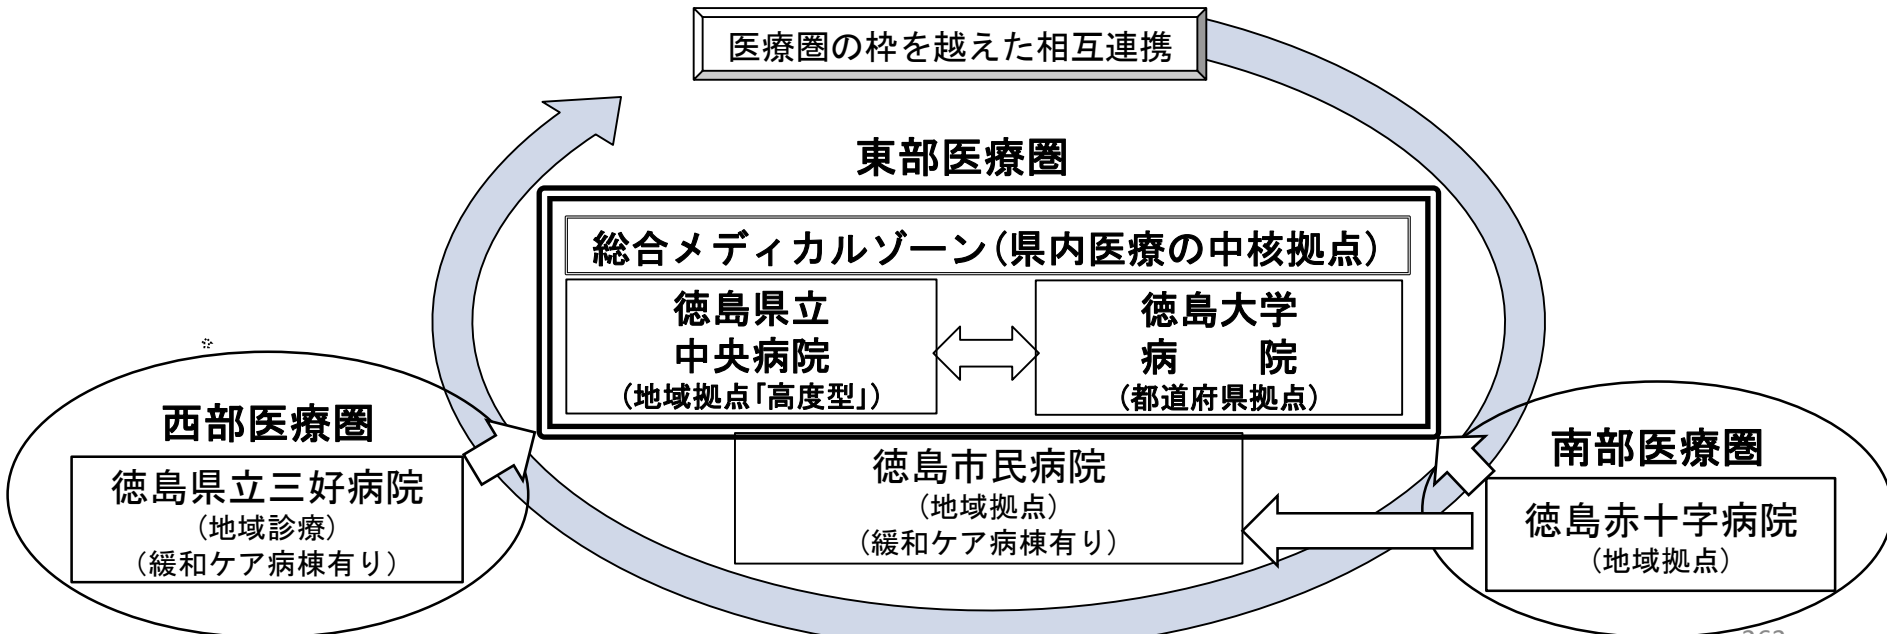 医療圏の枠を越えた相互連携
東部医療圏
総合メディカルゾーン(県内医療の中核拠点)
徳島県立
中央病院
(地域拠点「高度型」)
徳島大学
病　　院
(都道府県拠点)
西部医療圏
徳島県立三好病院
(地域診療)
(緩和ケア病棟有り)
徳島市民病院
(地域拠点)
(緩和ケア病棟有り)
南部医療圏
徳島赤十字病院
(地域拠点)